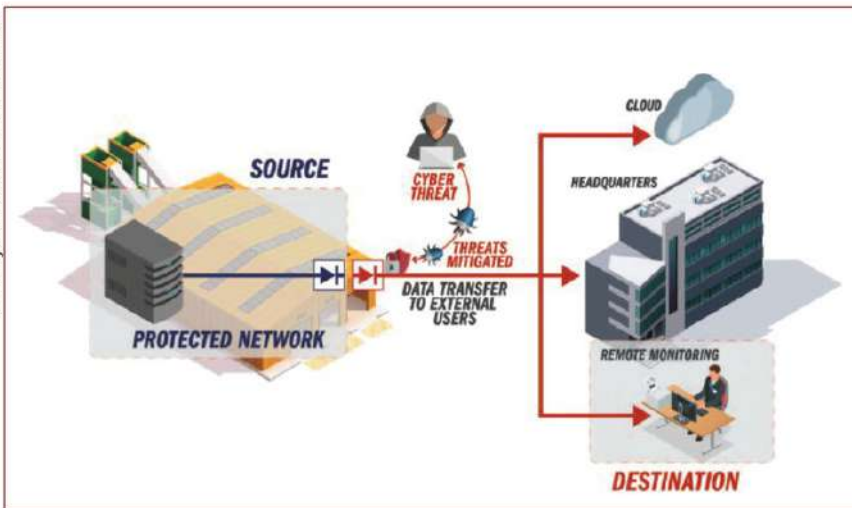 SOURCE
PROTECTED NETWORK
CYBER
THREAT
THREATS
MITIGATED
DATA TRANSFER
TO EXTERNAL
USERS
CLOUD
HEADQUARTERS
REMOTE MONITORING
DESTINATION